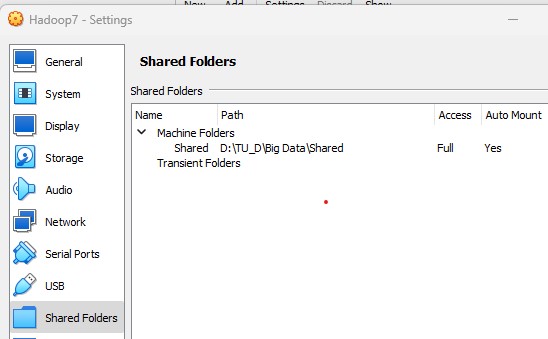 New Add Settings Discard Show
Hadoop7 - Settings
General
System
Display
Storage
Audio
Network
Serial Ports
USB
Shared Folders
Shared Folders
Shared Folders
Name Path Access Auto Mount
Machine Folders
Shared D:\TU_D\Big Data\Shared Full Yes
Transient Folders